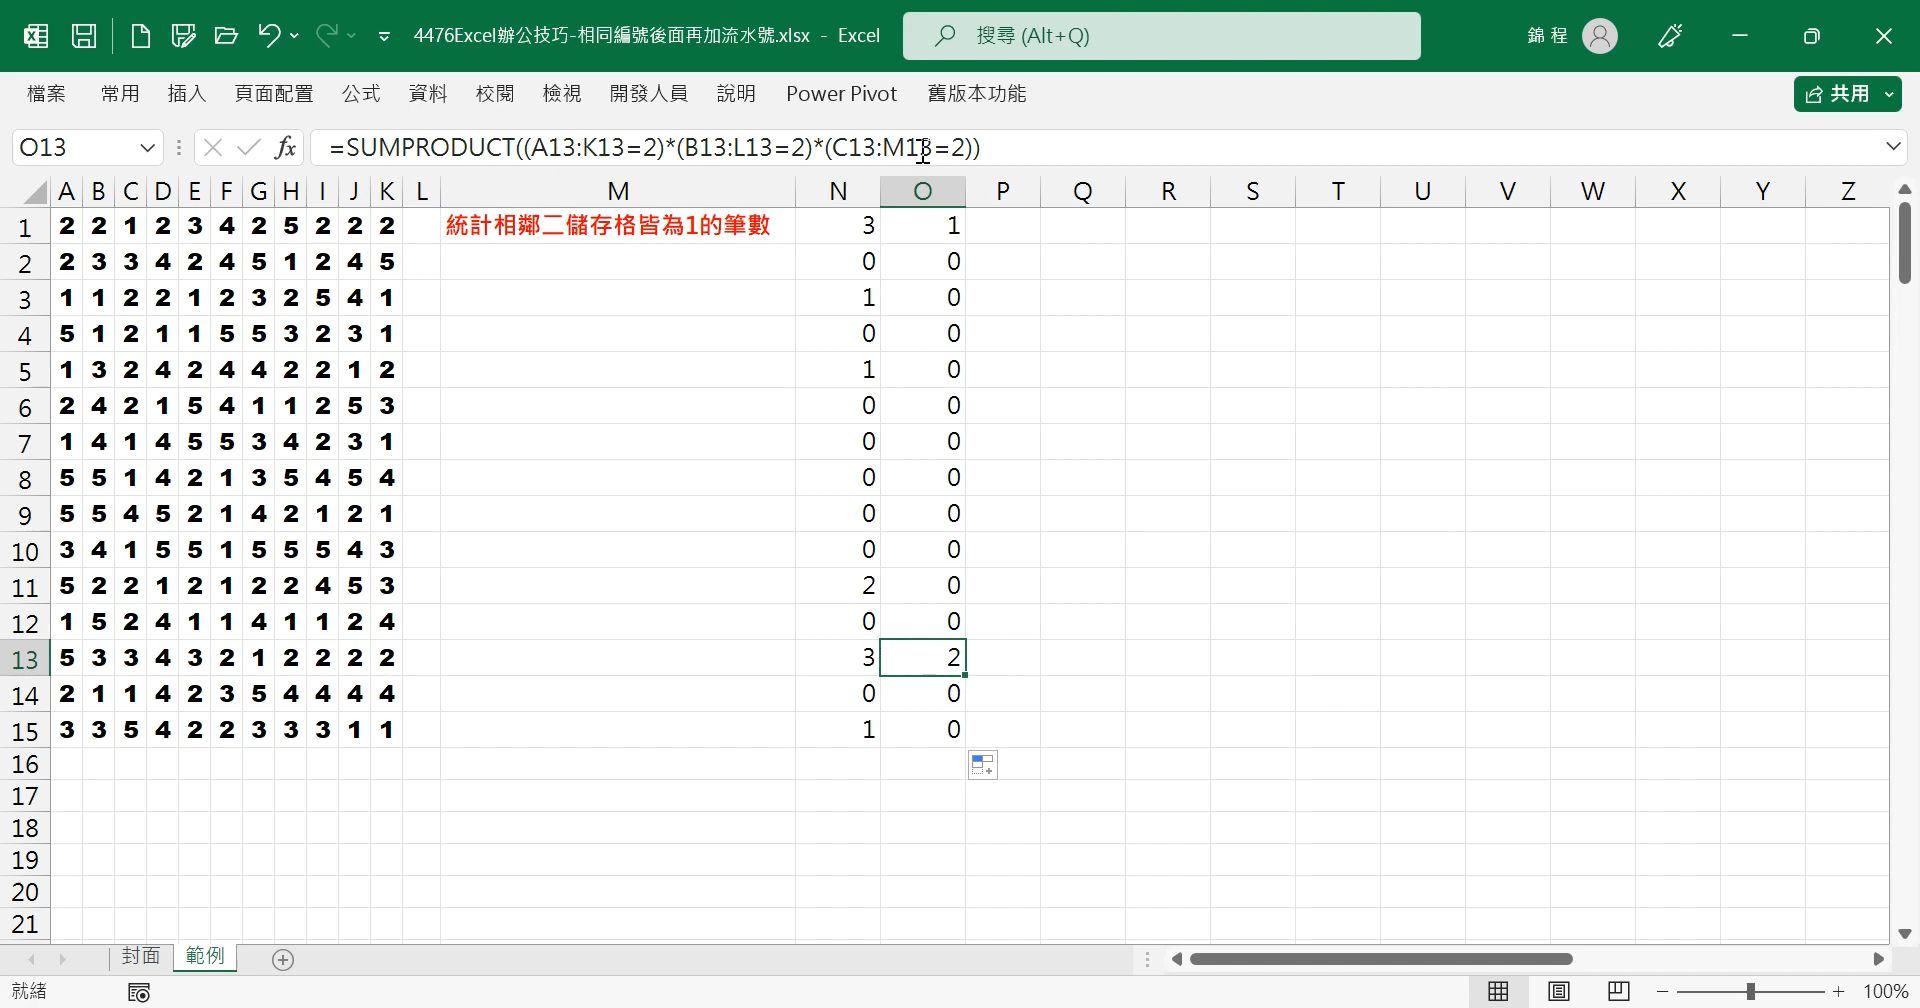 4476Excel辦公技巧-相同編號後面再加流水號.xlsx - Excel
搜尋 (Alt+Q)
錦 程
檔案 常用 插入 頁面配置 公式 資料 校閱 檢視 開發人員 說明 Power Pivot 舊版本功能
共用
O13
fx
=SUMPRODUCT((A13:K13=2)*(B13:L13=2)*(C13:M13=2))
A B C D E F G H I J K L M N O P Q R S T U V W X Y Z
1 2 2 1 2 3 4 2 5 2 2 2 統計相鄰二儲存格皆為1的筆數 3 1
2 2 3 3 4 2 4 5 1 2 4 5 0 0
3 1 1 2 2 1 2 3 2 5 4 1 1 0
4 5 1 2 1 1 5 5 3 2 3 1 0 0
5 1 3 2 4 2 4 4 2 2 1 2 1 0
6 2 4 2 1 5 4 1 1 2 5 3 0 0
7 1 4 1 4 5 5 3 4 2 3 1 0 0
8 5 5 1 4 2 1 3 5 4 5 4 0 0
9 5 5 4 5 2 1 4 2 1 2 1 0 0
10 3 4 1 5 5 1 5 5 5 4 3 0 0
11 5 2 2 1 2 1 2 2 4 5 3 2 0
12 1 5 2 4 1 1 4 1 1 2 4 0 0
13 5 3 3 4 3 2 1 2 2 2 2 3 2
14 2 1 1 4 2 3 5 4 4 4 4 0 0
15 3 3 5 4 2 2 3 3 3 1 1 1 0
16
17
18
19
20
21
封面 範例
就緒
100%